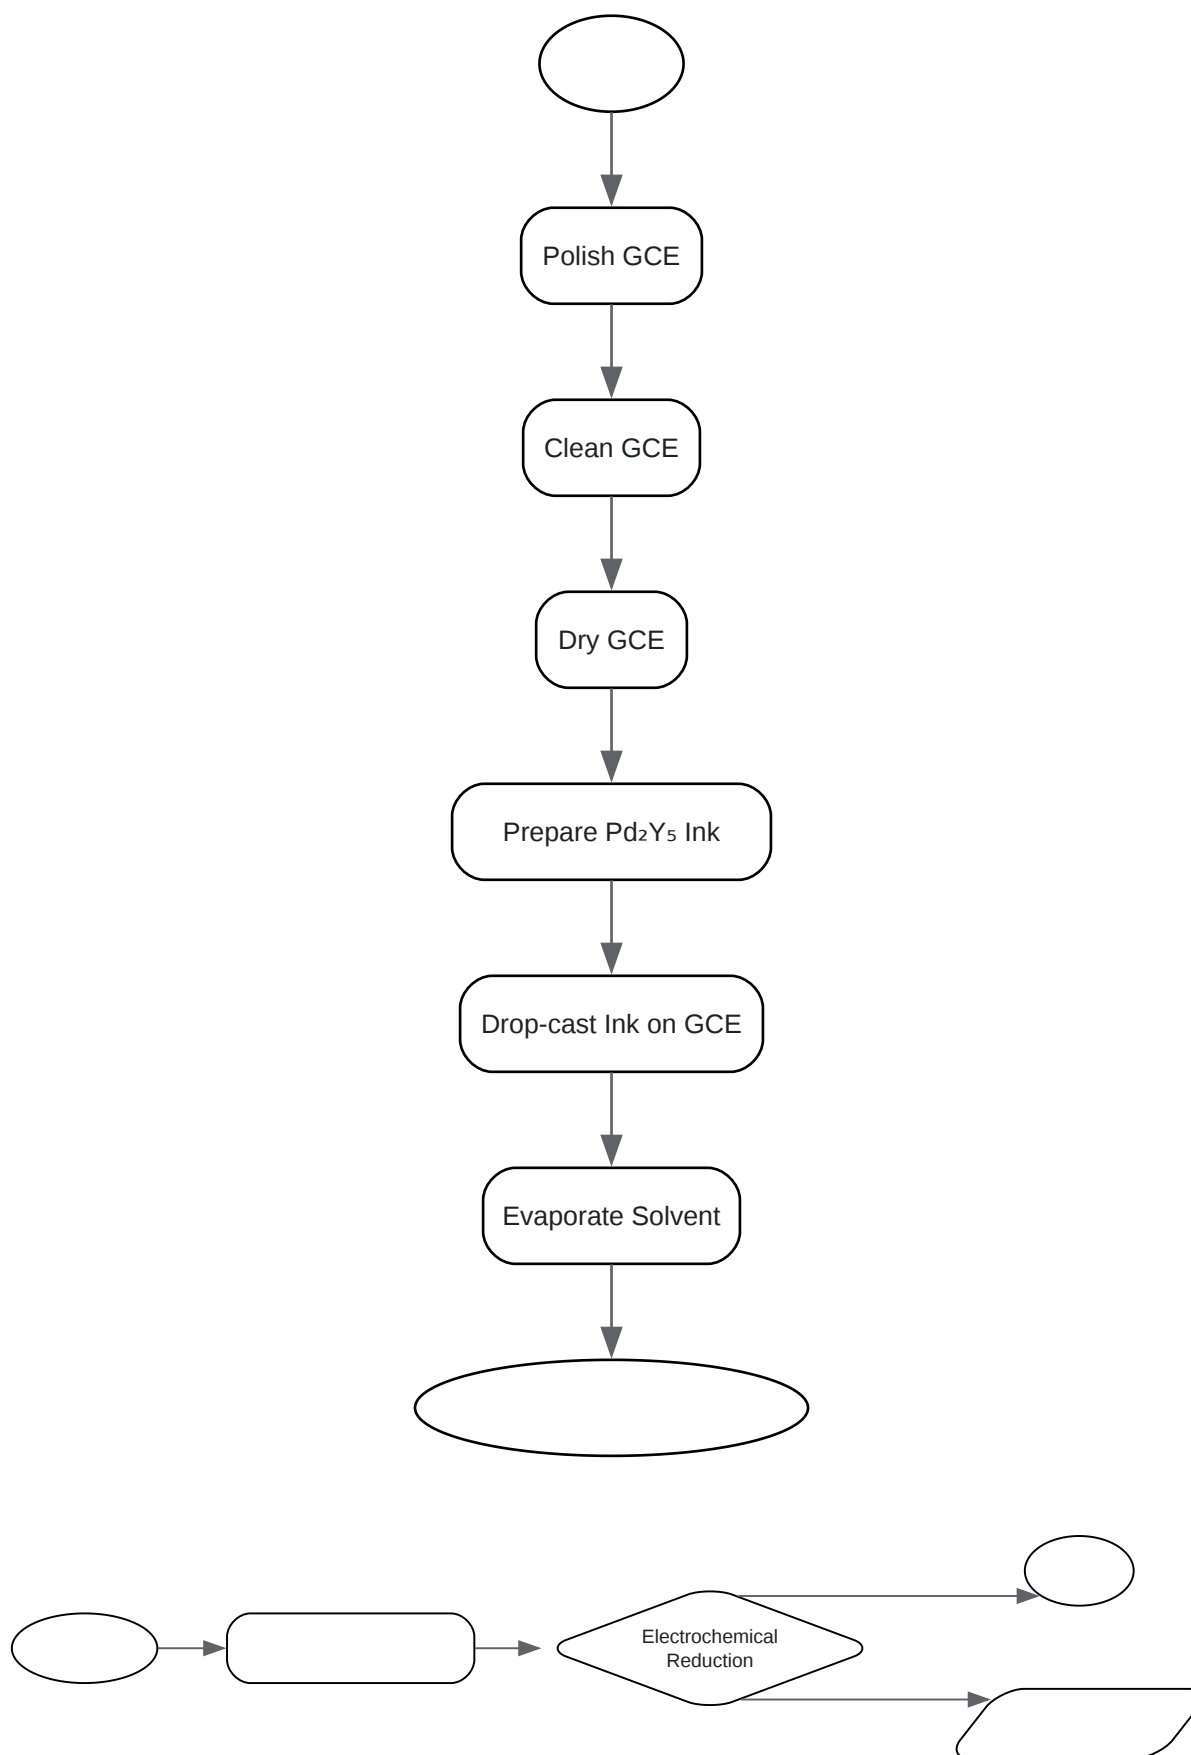 Polish GCE
Clean GCE
Dry GCE
Prepare Pd₂Y₅ Ink
Drop-cast Ink on GCE
Evaporate Solvent
Electrochemical
Reduction